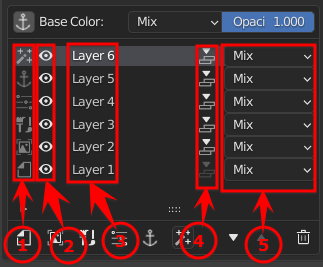 Base Color: Mix Opaci 1.000
Layer 6 Mix
Layer 5 Mix
Layer 4 Mix
Layer 3 Mix
Layer 2 Mix
Layer 1 Mix
1 2 3 4 5